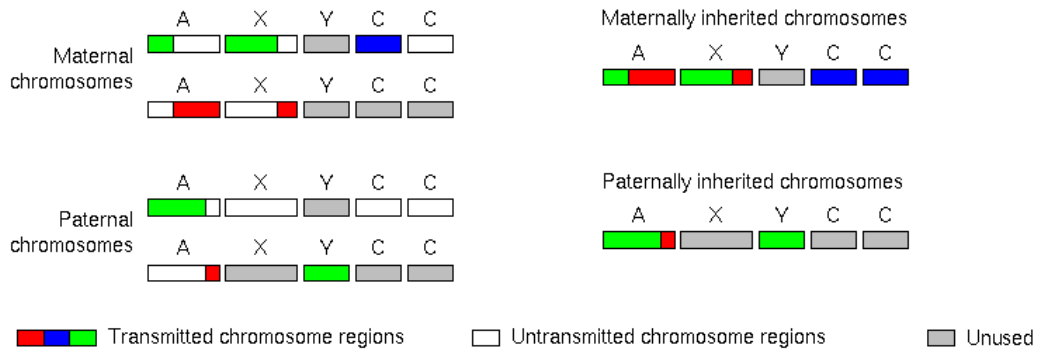 A X Y C C
Maternal
chromosomes
A X Y C C
Maternally inherited chromosomes
A X Y C C
A X Y C C
Paternal
chromosomes
A X Y C C
Paternally inherited chromosomes
A X Y C C
Transmitted chromosome regions
Untransmitted chromosome regions
Unused